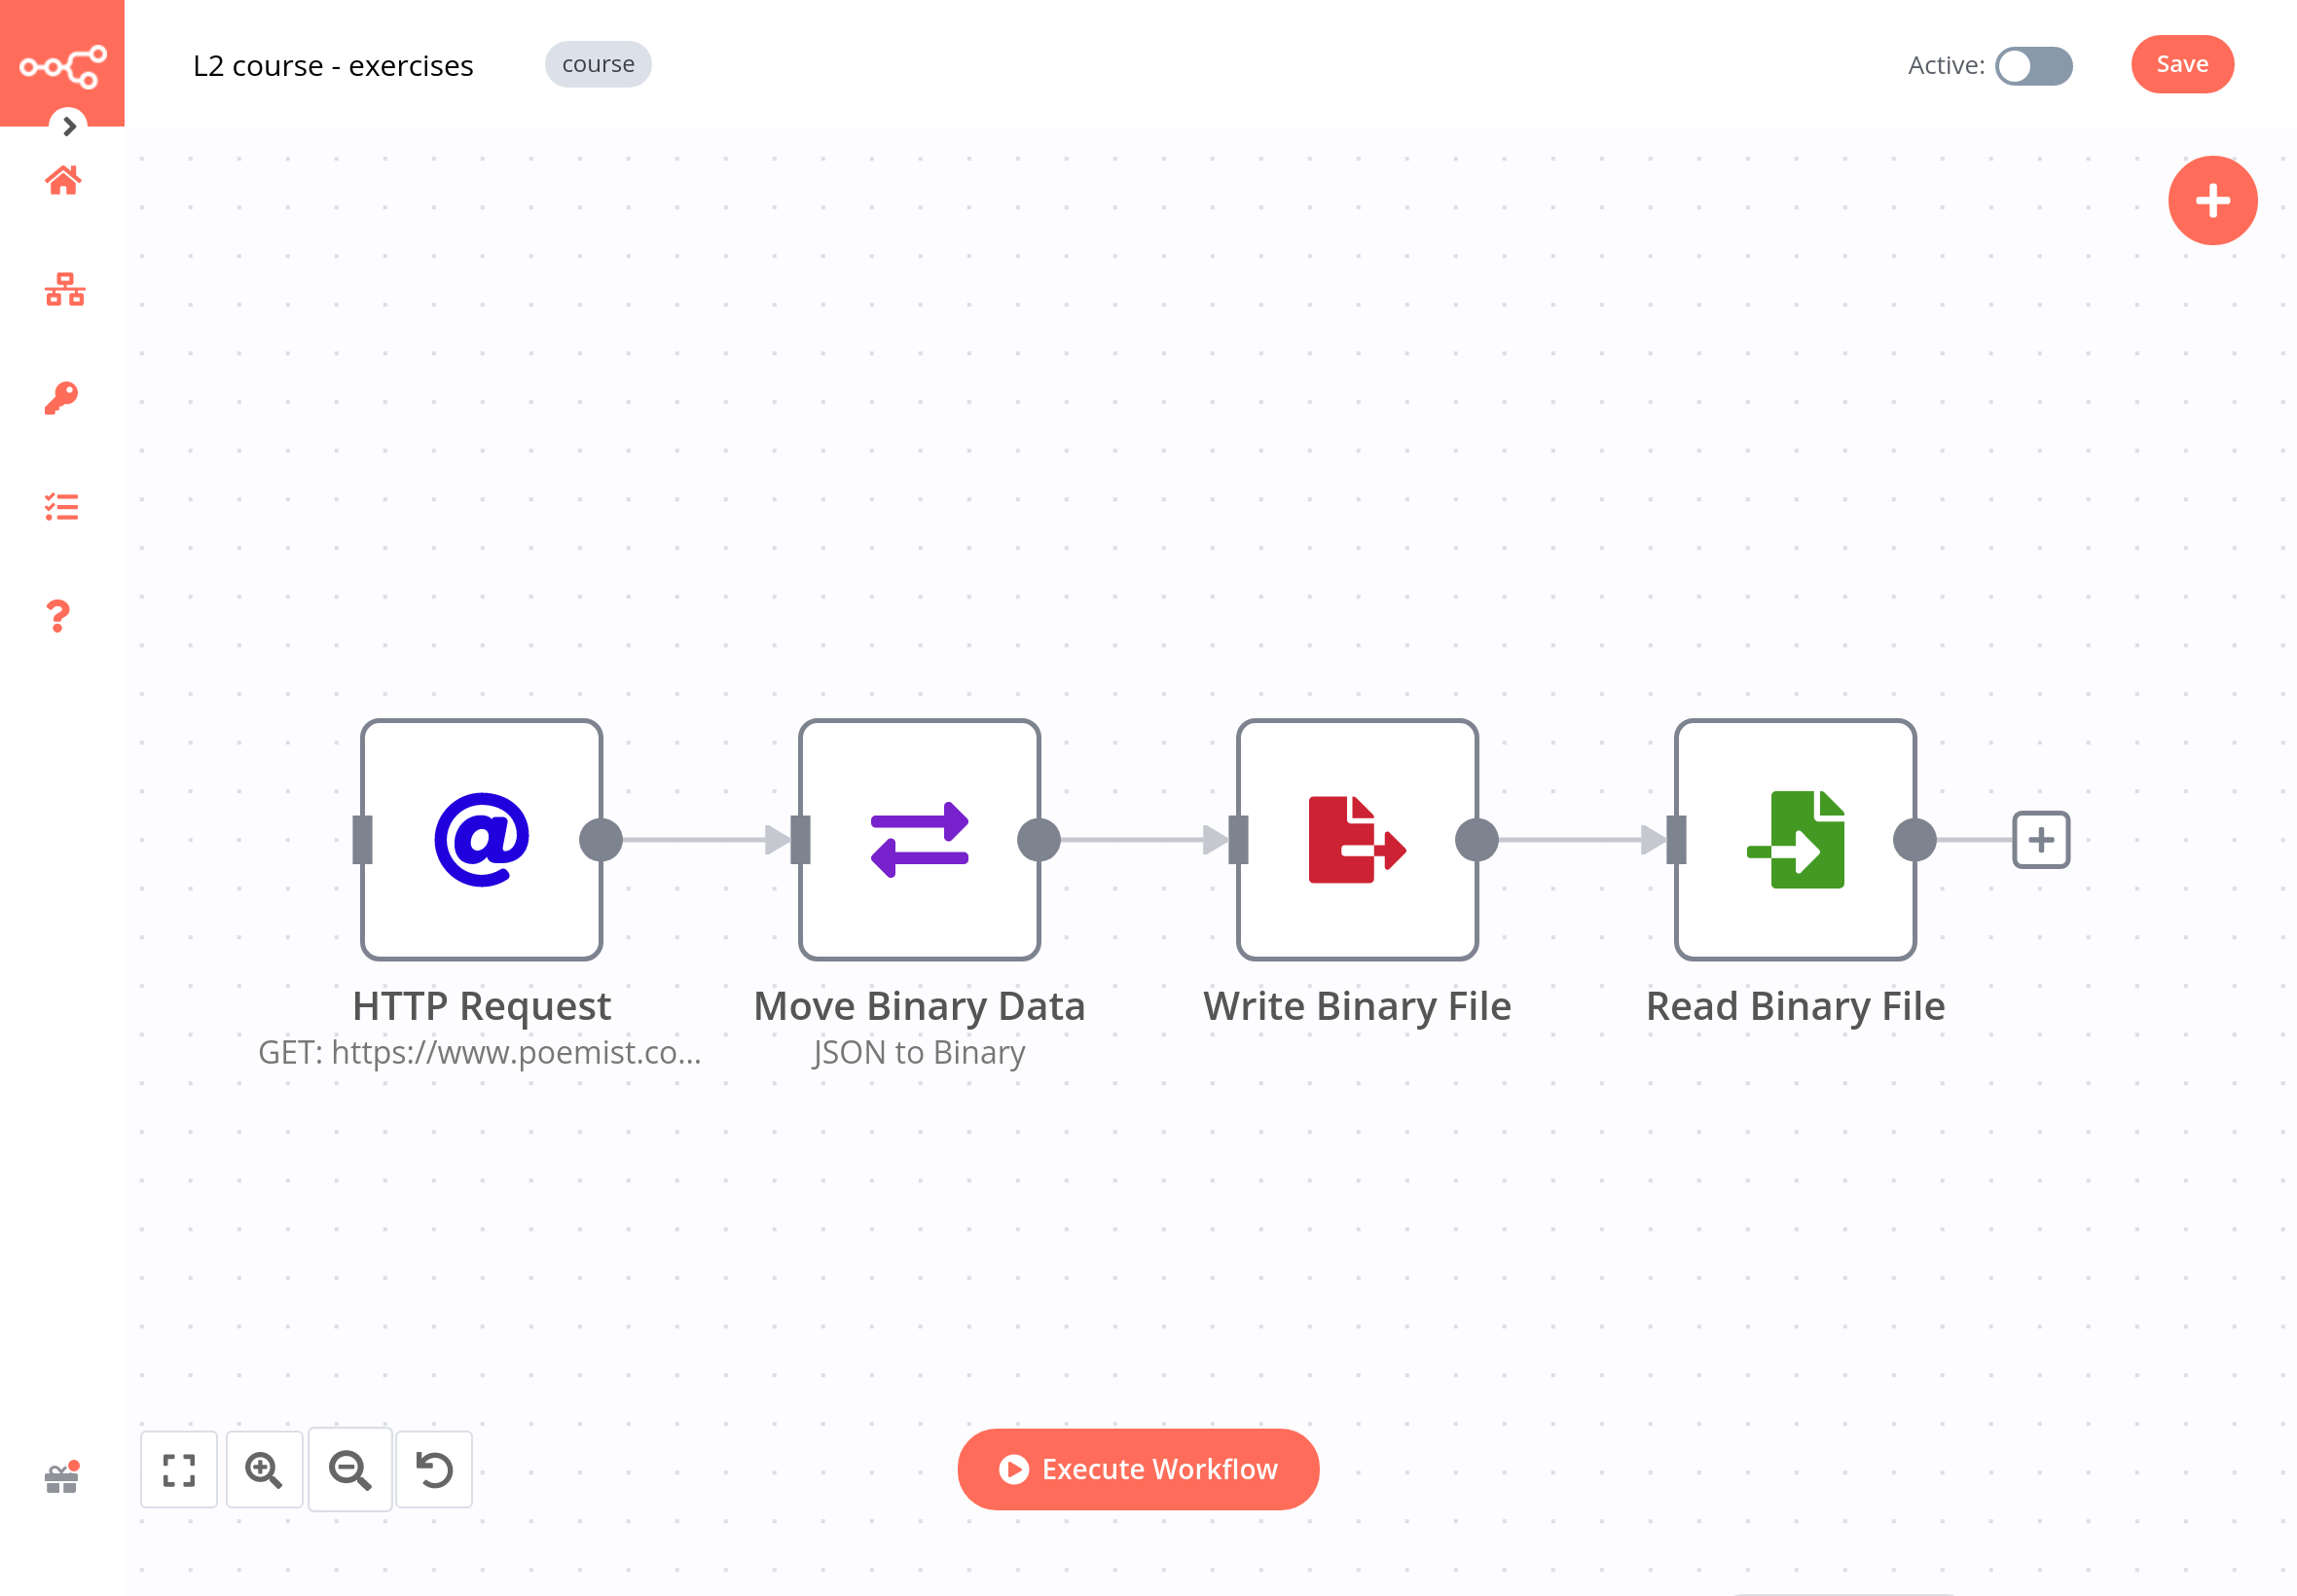 L2 course - exercises
course
Active:
Save
HTTP Request
GET: https://www.poemist.co...
Move Binary Data
JSON to Binary
Write Binary File
Read Binary File
Execute Workflow